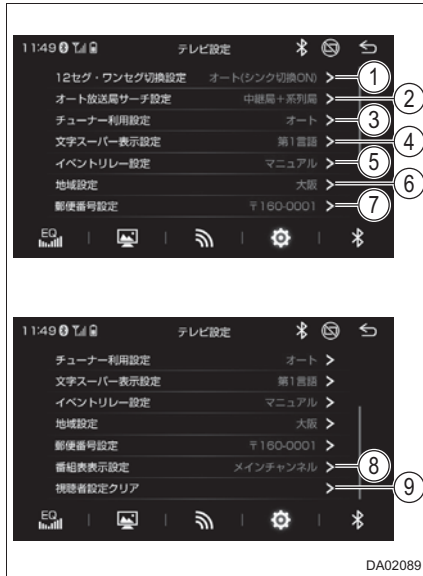 11:49 テレビ設定
12セグ・ワンセグ切換設定 オート(シンク切換ON) > 1
オート放送局サーチ設定 中継局＋系列局 > 2
チューナー利用設定 オート > 3
文字スーパー表示設定 第1言語 > 4
イベントリレー設定 マニュアル > 5
地域設定 大阪 > 6
郵便番号設定 〒160-0001 > 7
EQ
11:49 テレビ設定
チューナー利用設定 オート >
文字スーパー表示設定 第1言語 >
イベントリレー設定 マニュアル >
地域設定 大阪 >
郵便番号設定 〒160-0001 >
番組表表示設定 メインチャンネル > 8
視聴者設定クリア > 9
EQ
DA02089